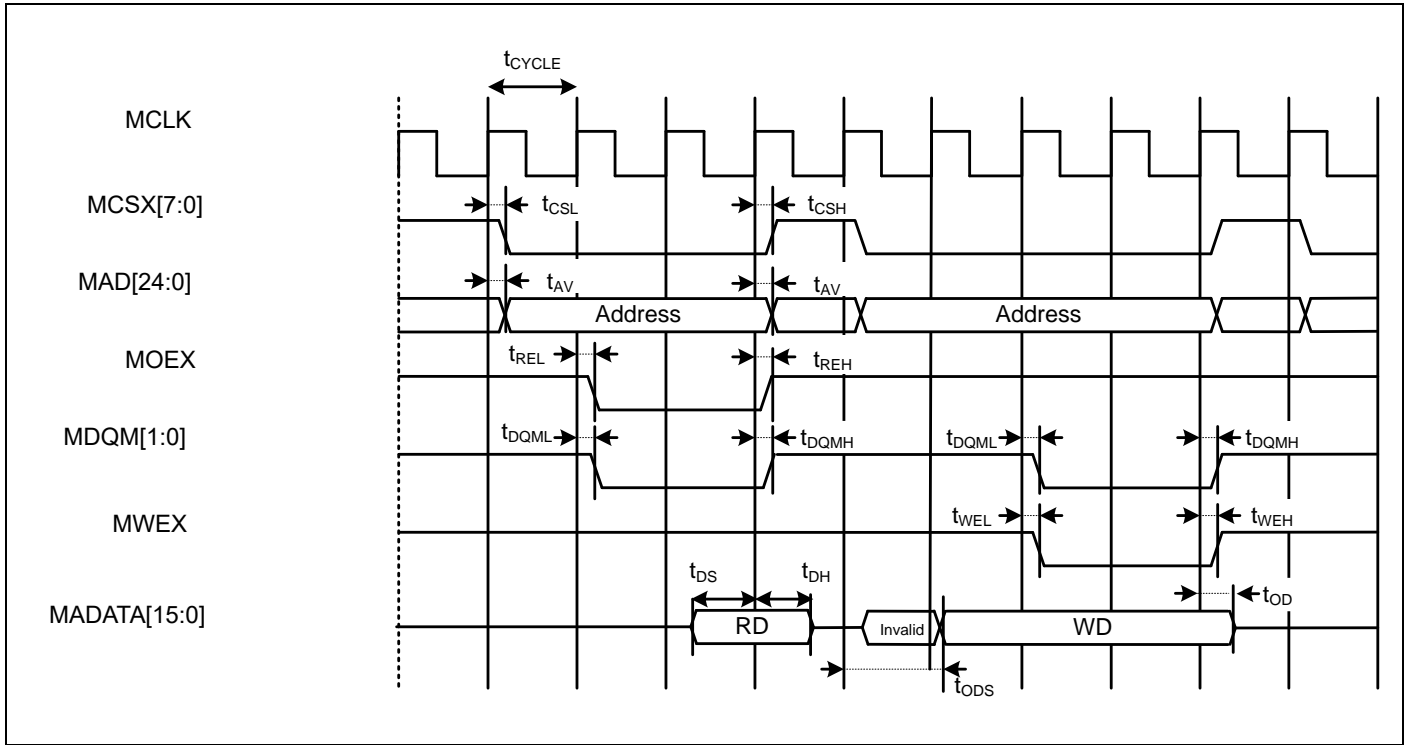 tCYCLE
MCLK
MCSX[7:0]
tCSL
tCSH
MAD[24:0]
tAV
tAV
Address
Address
MOEX
tREL
tREH
MDQM[1:0]
tDQML
tDQMH
tDQML
tDQMH
MWEX
tWEL
tWEH
MADATA[15:0]
tDS
tDH
tOD
RD
Invalid
WD
tODS